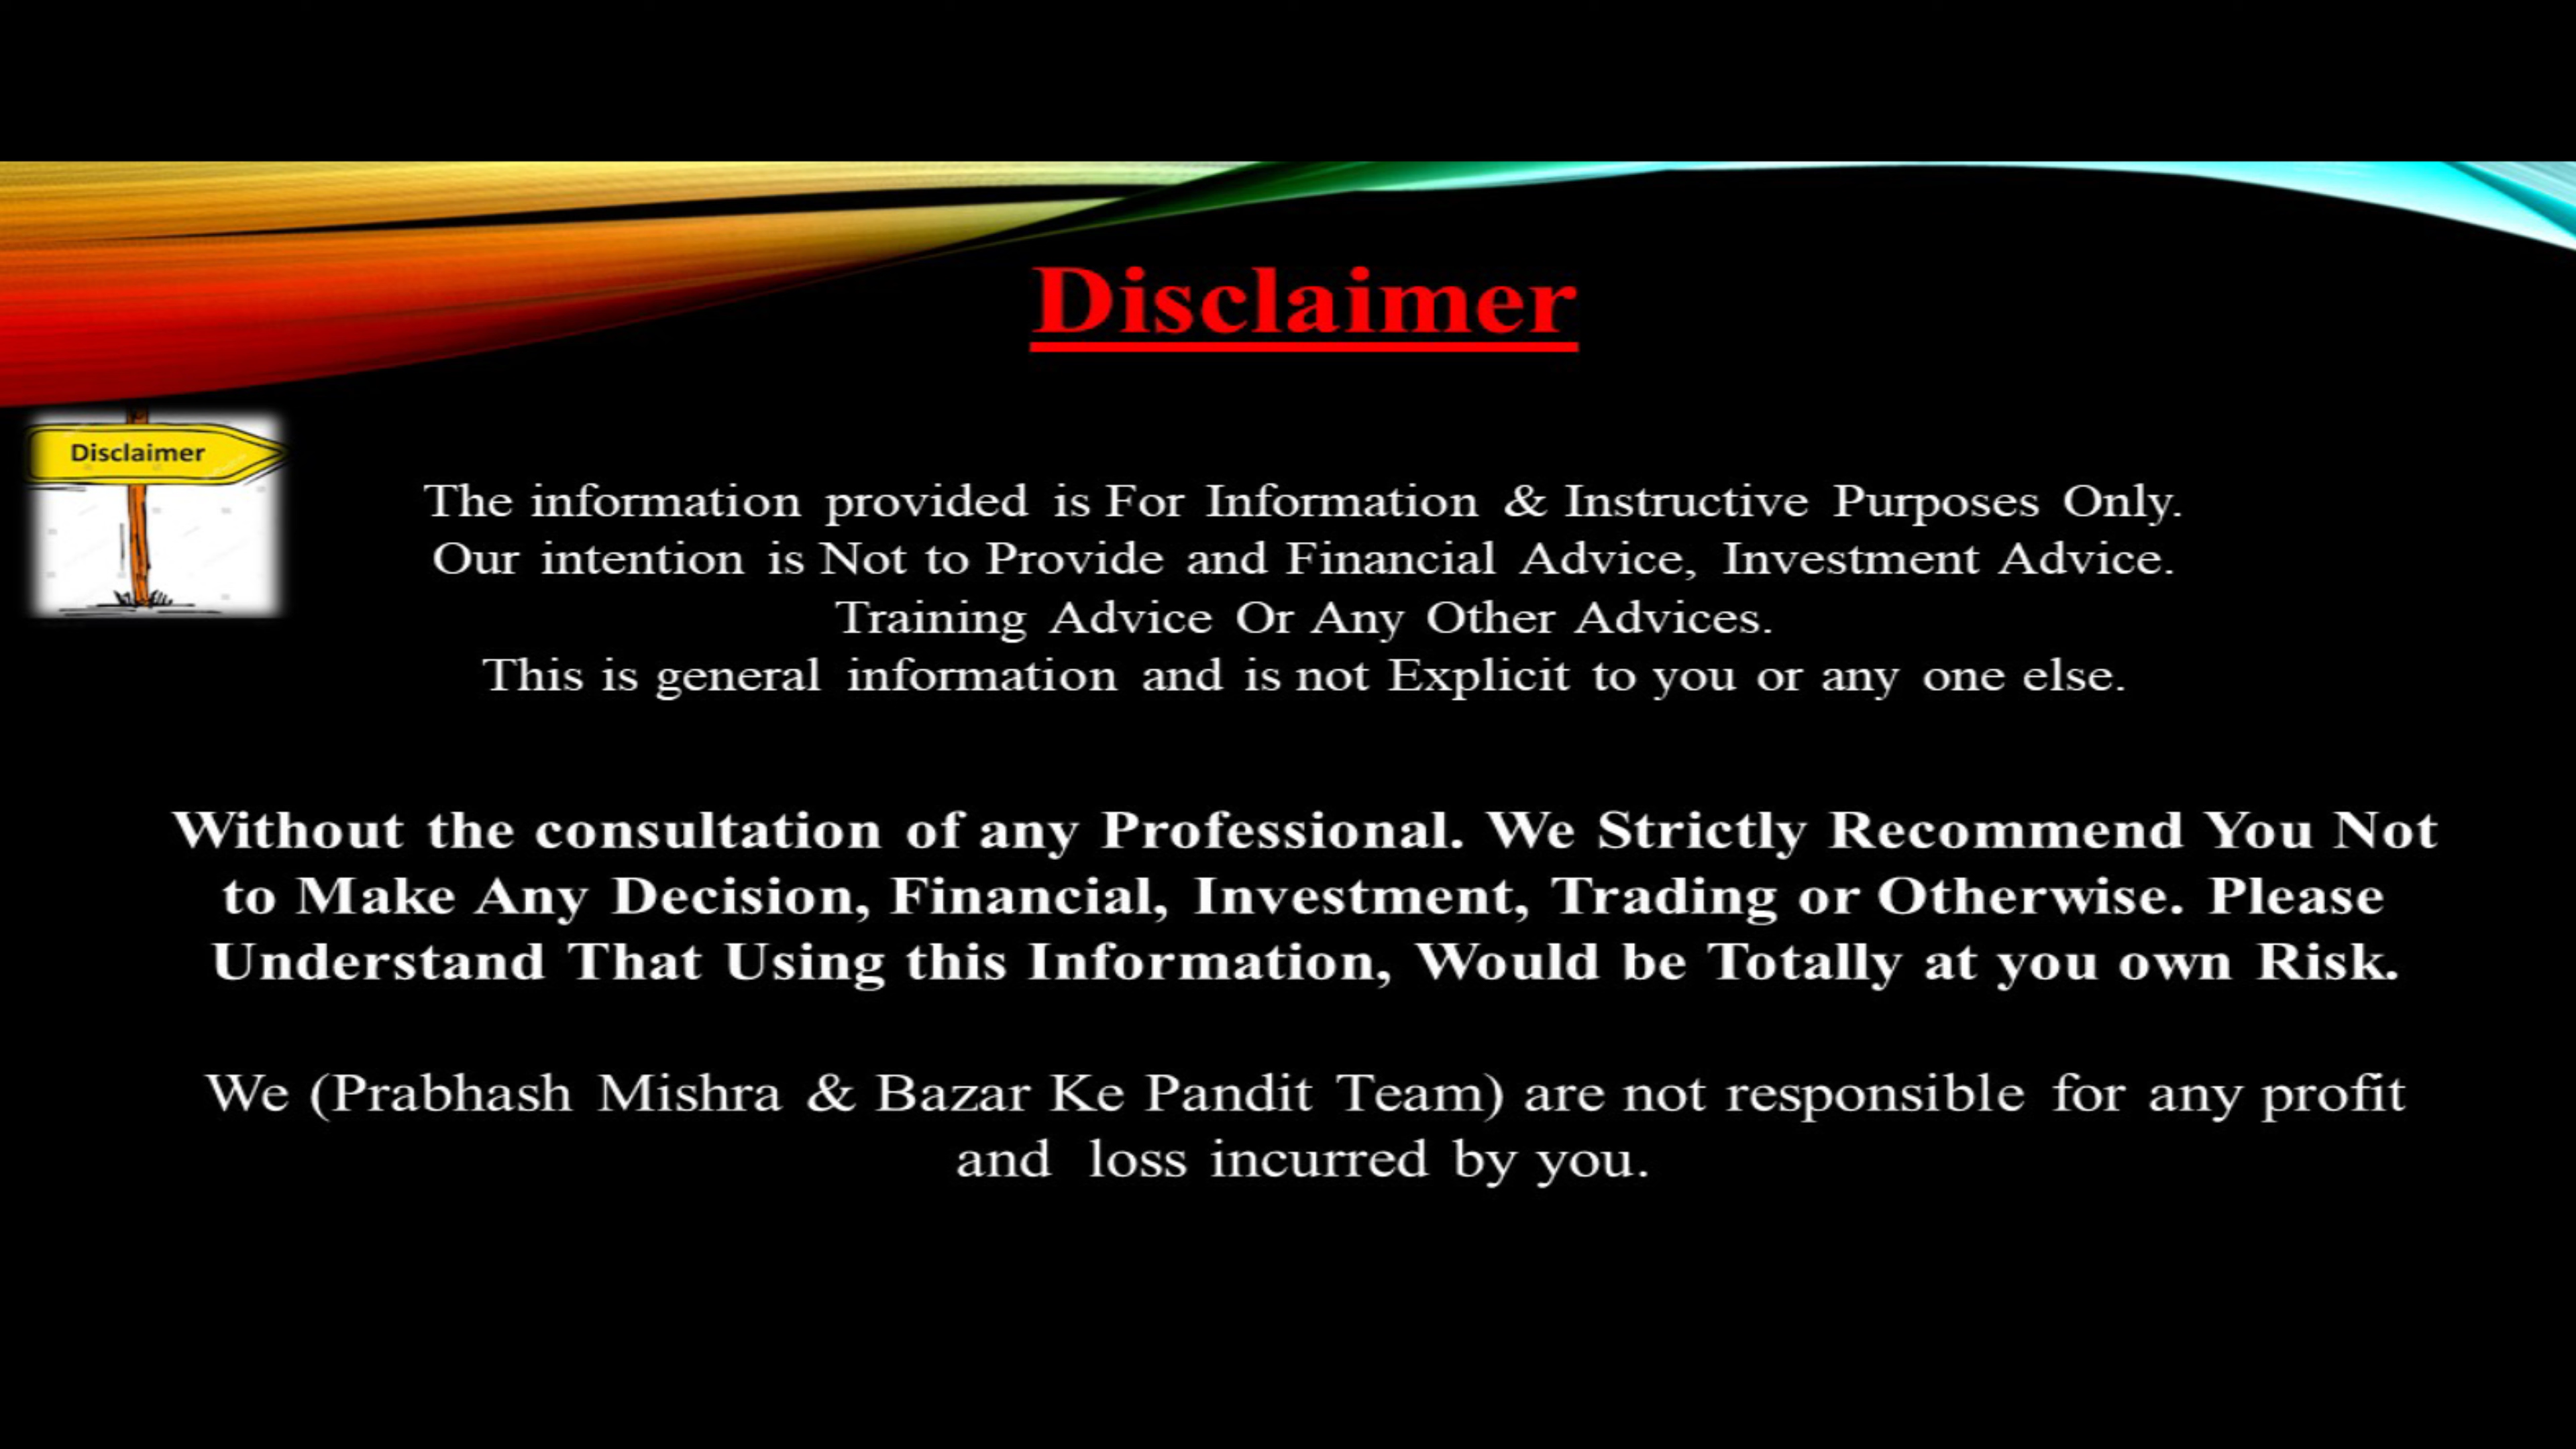 Disclaimer
Disclaimer
The information provided is For Information & Instructive Purposes Only.
Our intention is Not to Provide and Financial Advice, Investment Advice.
Training Advice Or Any Other Advices.
This is general information and is not Explicit to you or any one else.
Without the consultation of any Professional. We Strictly Recommend You Not
to Make Any Decision, Financial, Investment, Trading or Otherwise. Please
Understand That Using this Information, Would be Totally at you own Risk.
We (Prabhash Mishra & Bazar Ke Pandit Team) are not responsible for any profit
and loss incurred by you.